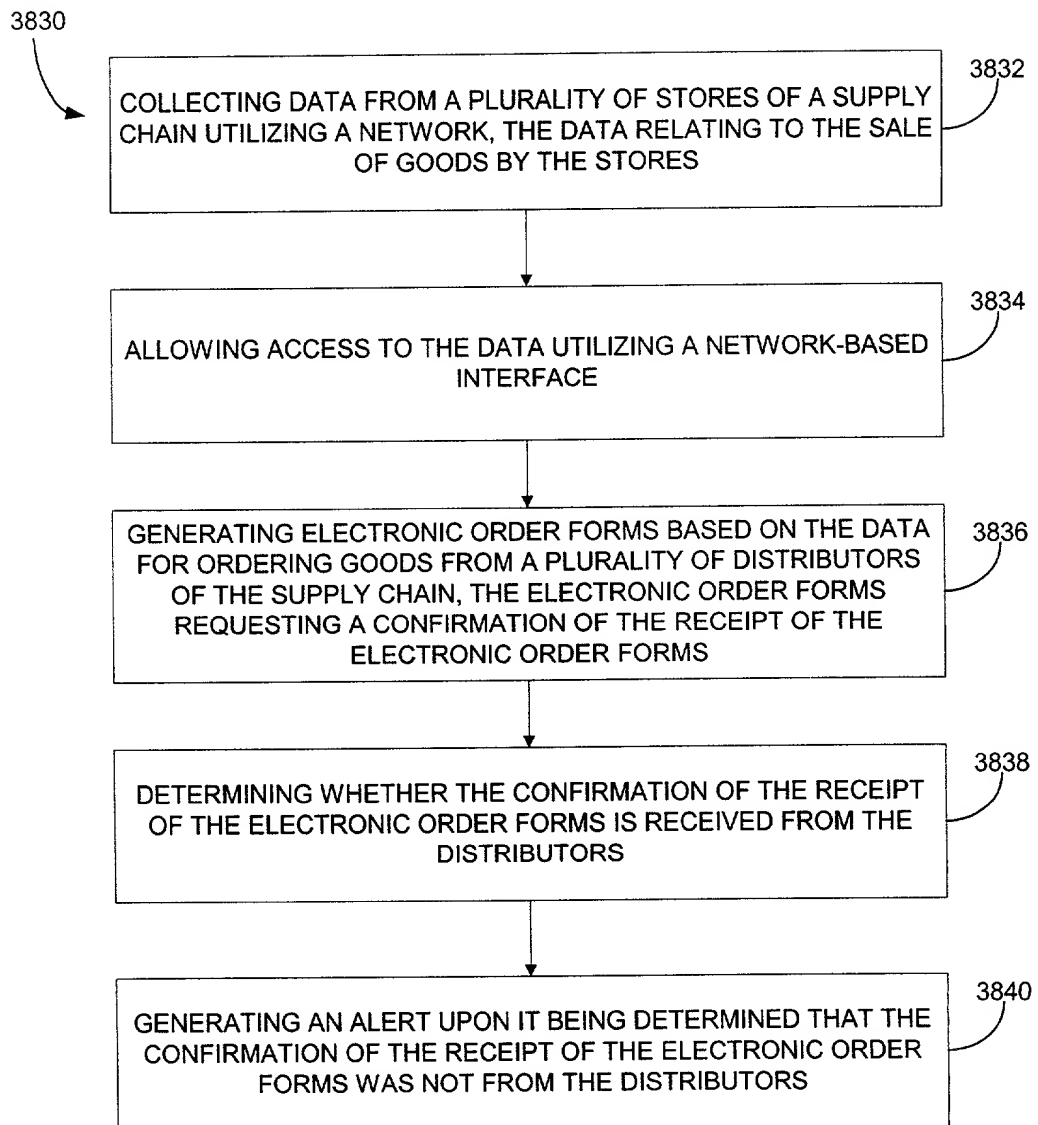 3830
3832
COLLECTING DATA FROM A PLURALITY OF STORES OF A SUPPLY
CHAIN UTILIZING A NETWORK, THE DATA RELATING TO THE SALE
OF GOODS BY THE STORES
3834
ALLOWING ACCESS TO THE DATA UTILIZING A NETWORK-BASED
INTERFACE
3836
GENERATING ELECTRONIC ORDER FORMS BASED ON THE DATA
FOR ORDERING GOODS FROM A PLURALITY OF DISTRIBUTORS
OF THE SUPPLY CHAIN, THE ELECTRONIC ORDER FORMS
REQUESTING A CONFIRMATION OF THE RECEIPT OF THE
ELECTRONIC ORDER FORMS
3838
DETERMINING WHETHER THE CONFIRMATION OF THE RECEIPT
OF THE ELECTRONIC ORDER FORMS IS RECEIVED FROM THE
DISTRIBUTORS
3840
GENERATING AN ALERT UPON IT BEING DETERMINED THAT THE
CONFIRMATION OF THE RECEIPT OF THE ELECTRONIC ORDER
FORMS WAS NOT FROM THE DISTRIBUTORS